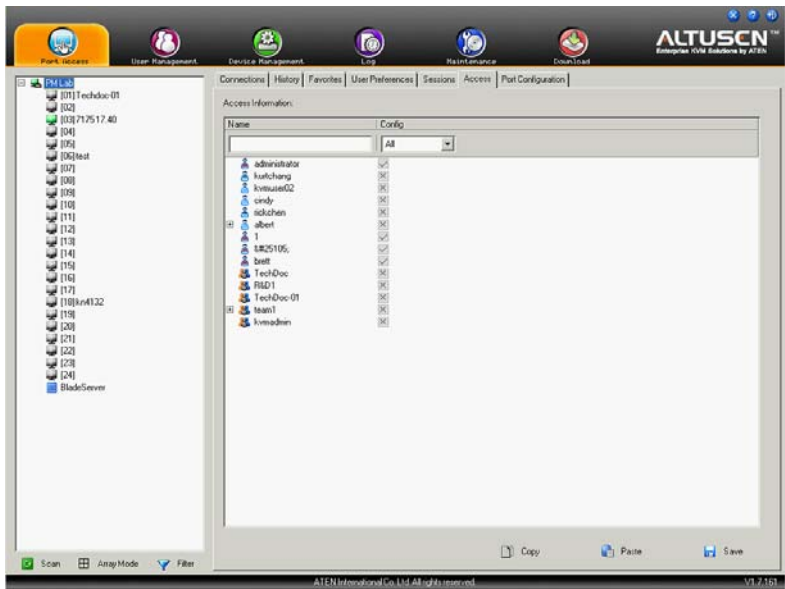 ALTUSEN™
Enterprise KVM Solutions by ATEN
Port Access
User Management
Device Management
Log
Maintenance
Download
PM Lab
[01]Techdoc-01
[02]
[03]71751740
[04]
[05]
[06]test
[07]
[08]
[09]
[10]
[11]
[12]
[13]
[14]
[15]
[16]
[17]
[18]kn4132
[19]
[20]
[21]
[22]
[23]
[24]
BladeServer
Scan
Array Mode
Filter
Connections
History
Favorites
User Preferences
Sessions
Access
Port Configuration
Access Information:
Name Config
All
administrator
kurtchang
kvmuser02
cindy
rickchen
albert
1
&#25105;
brett
TechDoc
R&D1
TechDoc-01
team1
kvmadmin
Copy
Paste
Save
ATEN International Co. Ltd. All rights reserved.
V1.7.161